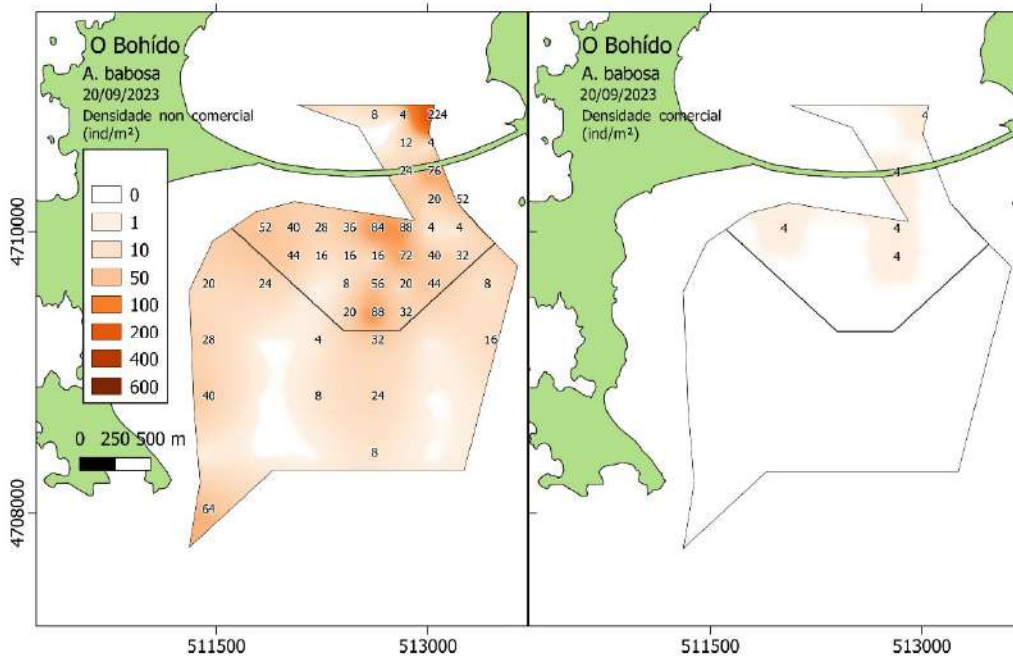 O Bohído
A. babosa
20/09/2023
Densidade non comercial
(ind/m²)
0
1
10
50
100
200
400
600
0 250 500 m
8 4 224
12 4
24 76
20 52
52 40 28 36 84 88 4 4
44 16 16 16 72 40 32
20 24 8 56 20 44 8
20 88 32
28 4 32 16
40 8 24
8
64
4710000
4708000
511500 513000
O Bohído
A. babosa
20/09/2023
Densidade comercial
(ind/m²)
4
4
4 4
4
511500 513000